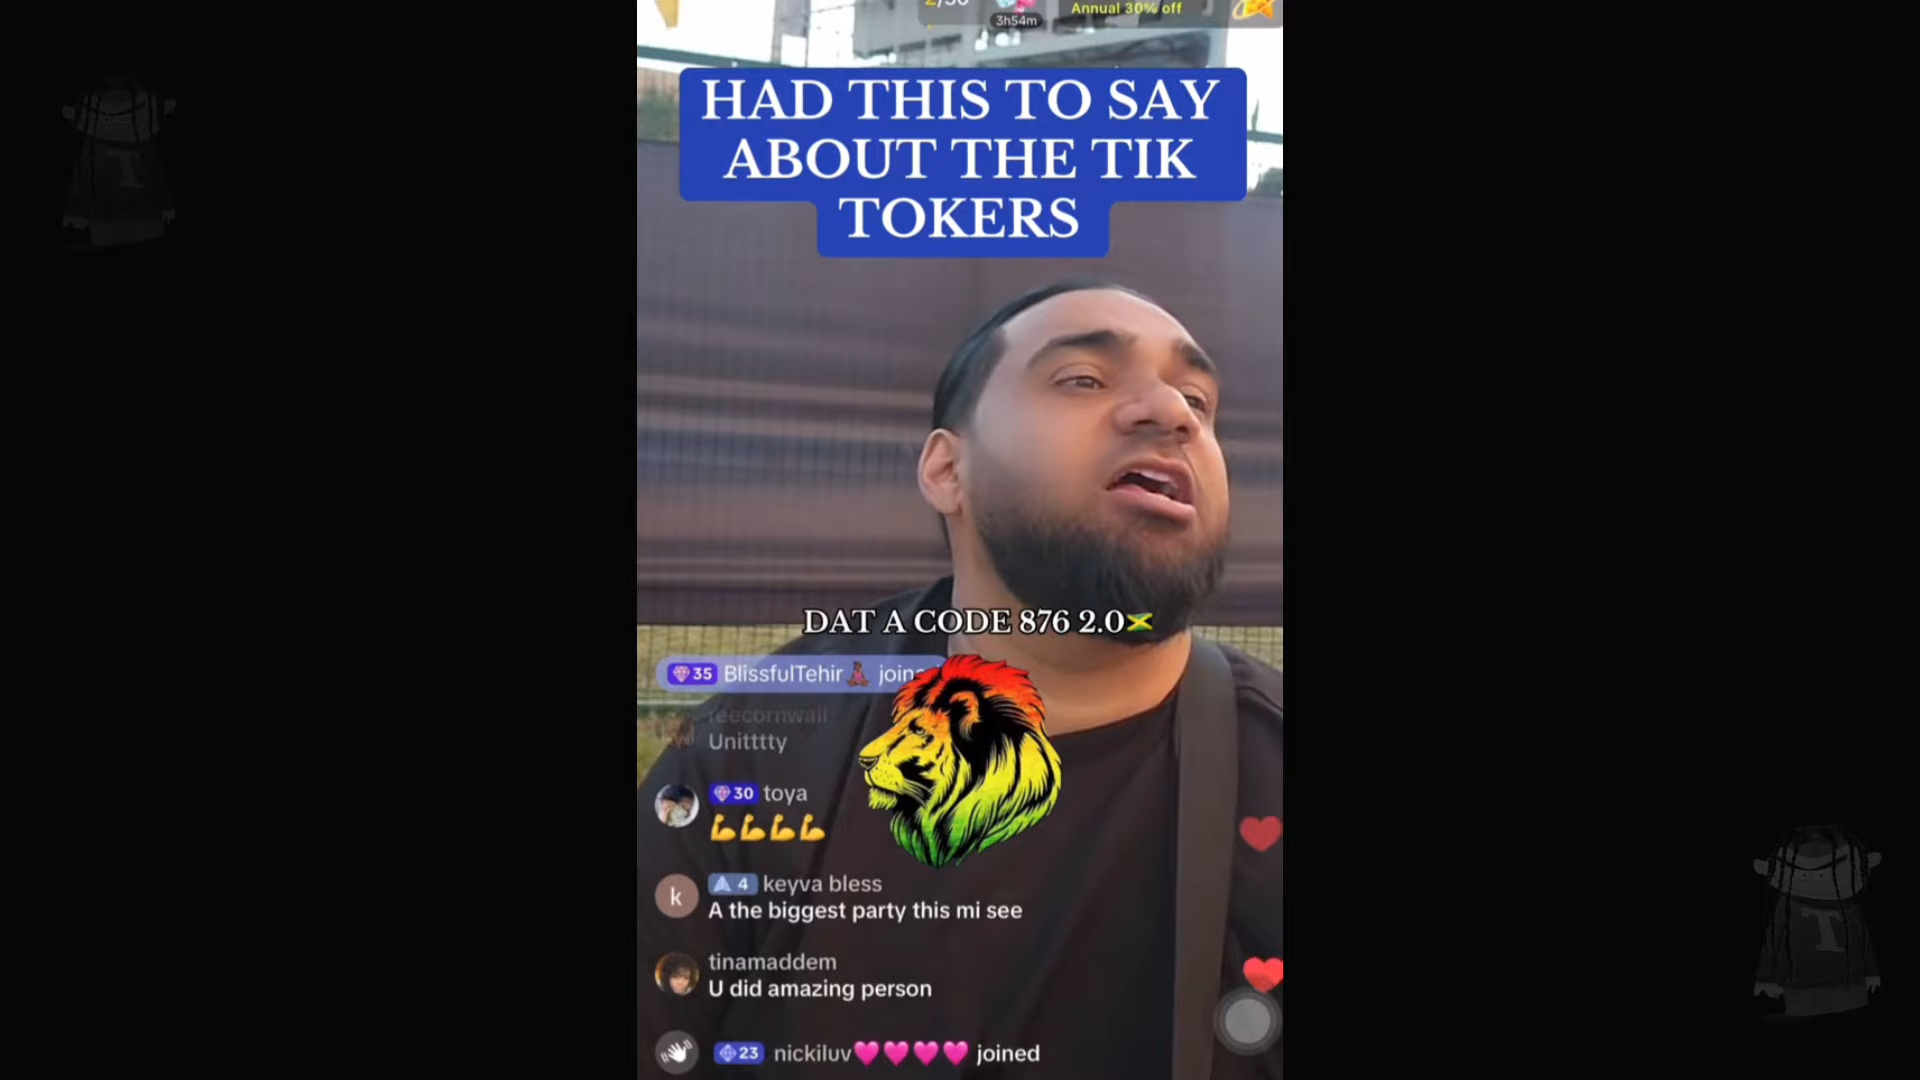 3h54m
Annual 30% off
HAD THIS TO SAY
ABOUT THE TIK
TOKERS
DAT A CODE 876 2.0🇯🇲
35 BlissfulTehir
reecornwall
Unitttty
30 toya
💪💪💪💪
k
4 keyva bless
A the biggest party this mi see
tinamaddem
U did amazing person
23 nickiluv💗💗💗💗 joined
T
T